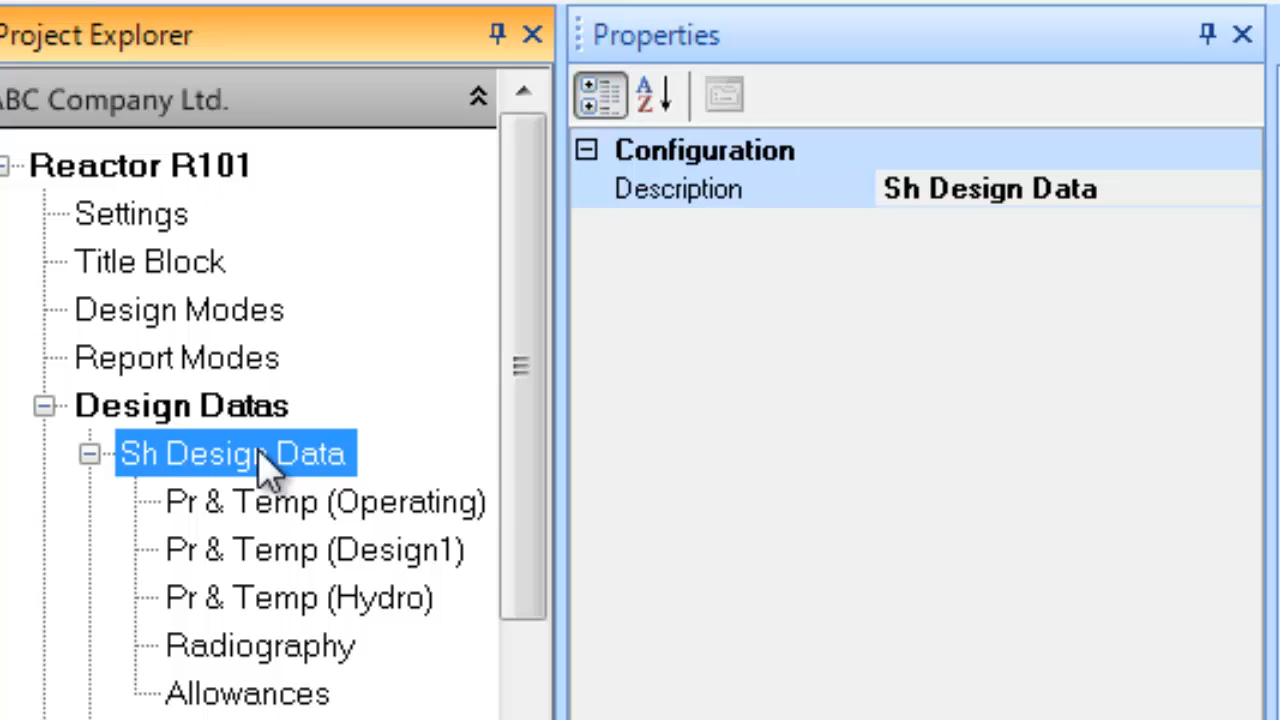 Project Explorer
ABC Company Ltd.
Reactor R101
Settings
Title Block
Design Modes
Report Modes
Design Datas
Sh Design Data
Pr & Temp (Operating)
Pr & Temp (Design1)
Pr & Temp (Hydro)
Radiography
Allowances
Properties
AZ
Configuration
Description Sh Design Data